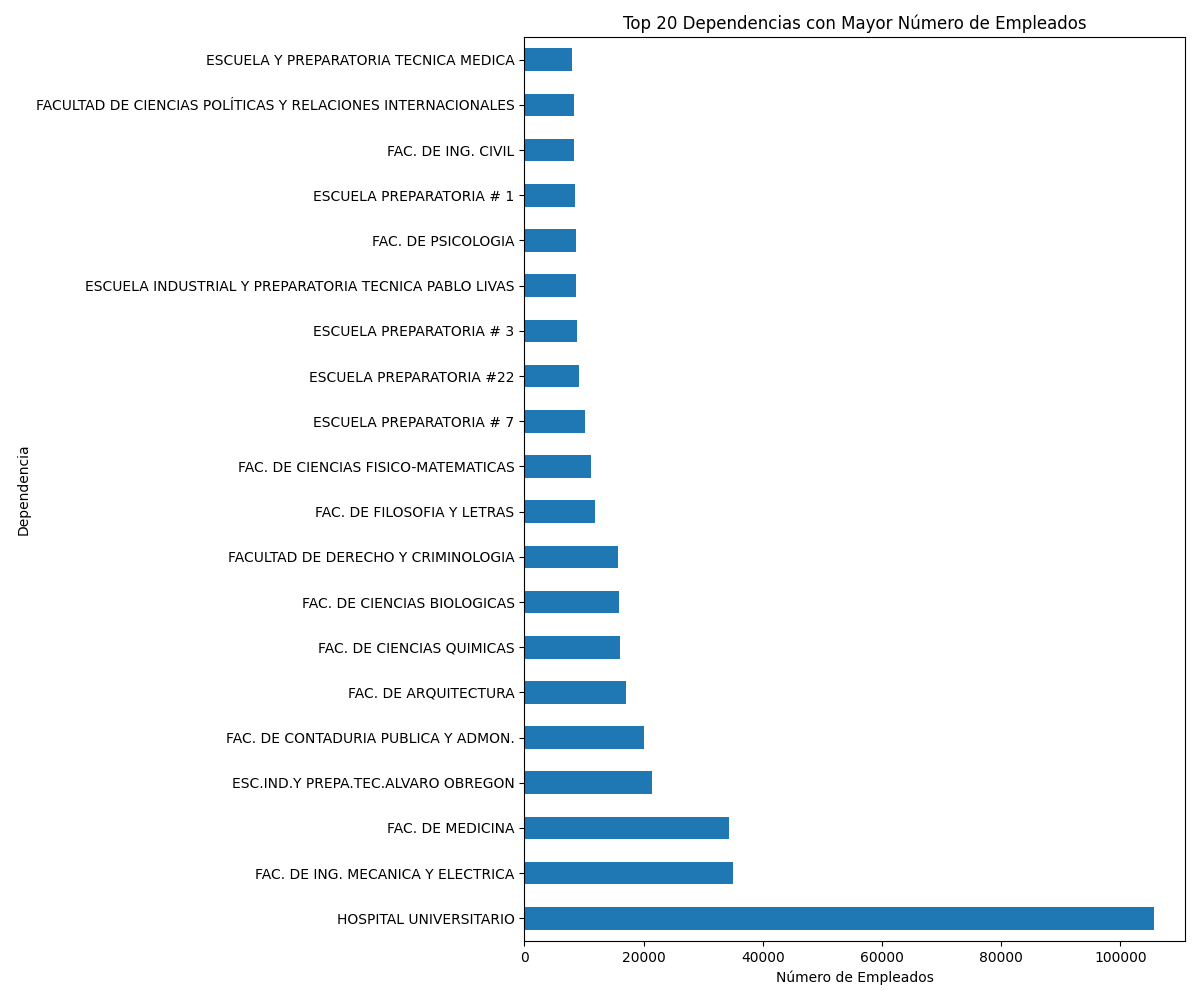 Top 20 Dependencias con Mayor Número de Empleados
ESCUELA Y PREPARATORIA TECNICA MEDICA
FACULTAD DE CIENCIAS POLÍTICAS Y RELACIONES INTERNACIONALES
FAC. DE ING. CIVIL
ESCUELA PREPARATORIA # 1
FAC. DE PSICOLOGIA
ESCUELA INDUSTRIAL Y PREPARATORIA TECNICA PABLO LIVAS
ESCUELA PREPARATORIA # 3
ESCUELA PREPARATORIA #22
ESCUELA PREPARATORIA # 7
FAC. DE CIENCIAS FISICO-MATEMATICAS
FAC. DE FILOSOFIA Y LETRAS
FACULTAD DE DERECHO Y CRIMINOLOGIA
FAC. DE CIENCIAS BIOLOGICAS
FAC. DE CIENCIAS QUIMICAS
FAC. DE ARQUITECTURA
FAC. DE CONTADURIA PUBLICA Y ADMON.
ESC.IND.Y PREPA.TEC.ALVARO OBREGON
FAC. DE MEDICINA
FAC. DE ING. MECANICA Y ELECTRICA
HOSPITAL UNIVERSITARIO
Dependencia
0 20000 40000 60000 80000 100000
Número de Empleados